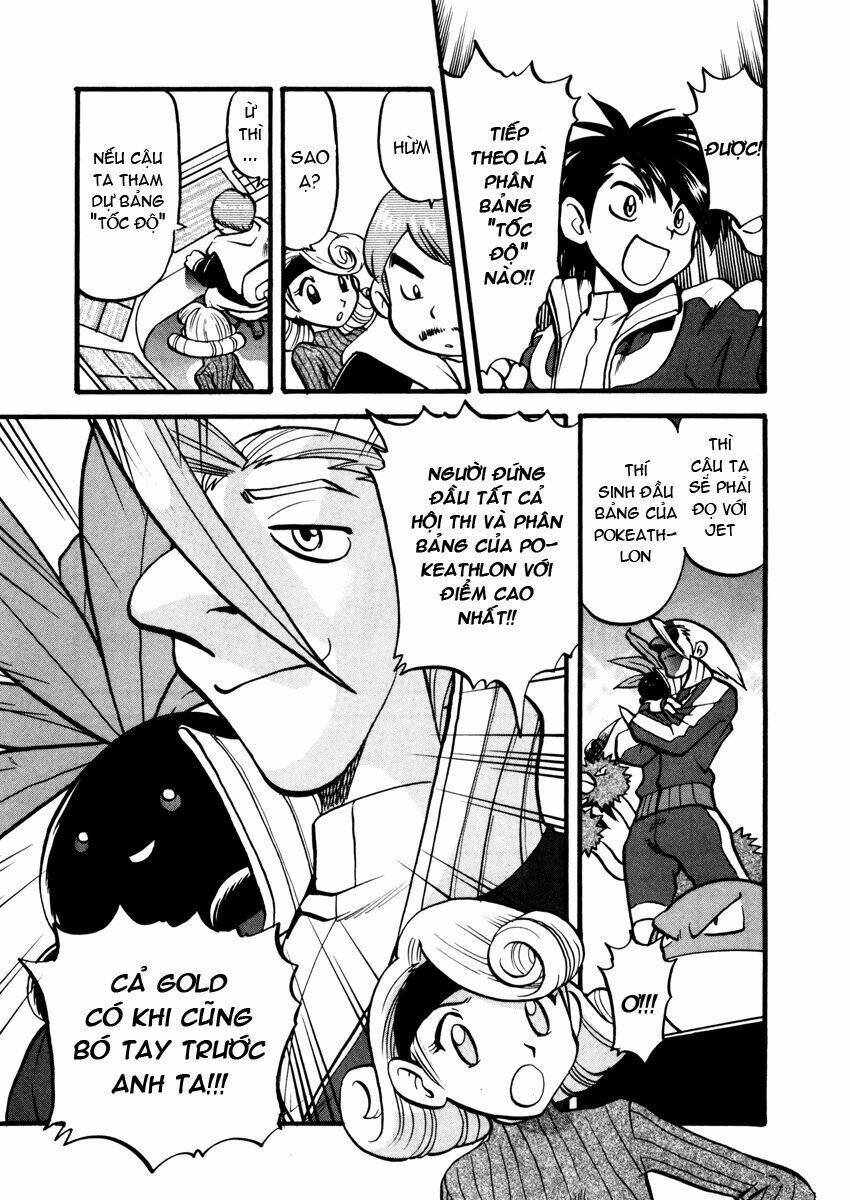 ĐƯỢC!
TIẾP
THEO LÀ
PHÂN
BẢNG
"TỐC
ĐỘ"
NÀO!!
HỪM
SAO
Ạ?
Ừ
THÌ
...
NẾU CẬU
TA THAM
DỰ BẢNG
"TỐC ĐỘ"
THÌ
CẬU TA
SẼ PHẢI
ĐỌ VỚI
JET
THÍ
SINH ĐẦU
BẢNG CỦA
POKEATH-
LON
NGƯỜI ĐỨNG
ĐẦU TẤT CẢ
HỘI THI VÀ PHÂN
BẢNG CỦA PO-
KEATHLON VỚI
ĐIỂM CAO
NHẤT!!
Ơ!!!
CẢ GOLD
CÓ KHI CŨNG
BÓ TAY TRƯỚC
ANH TA!!!